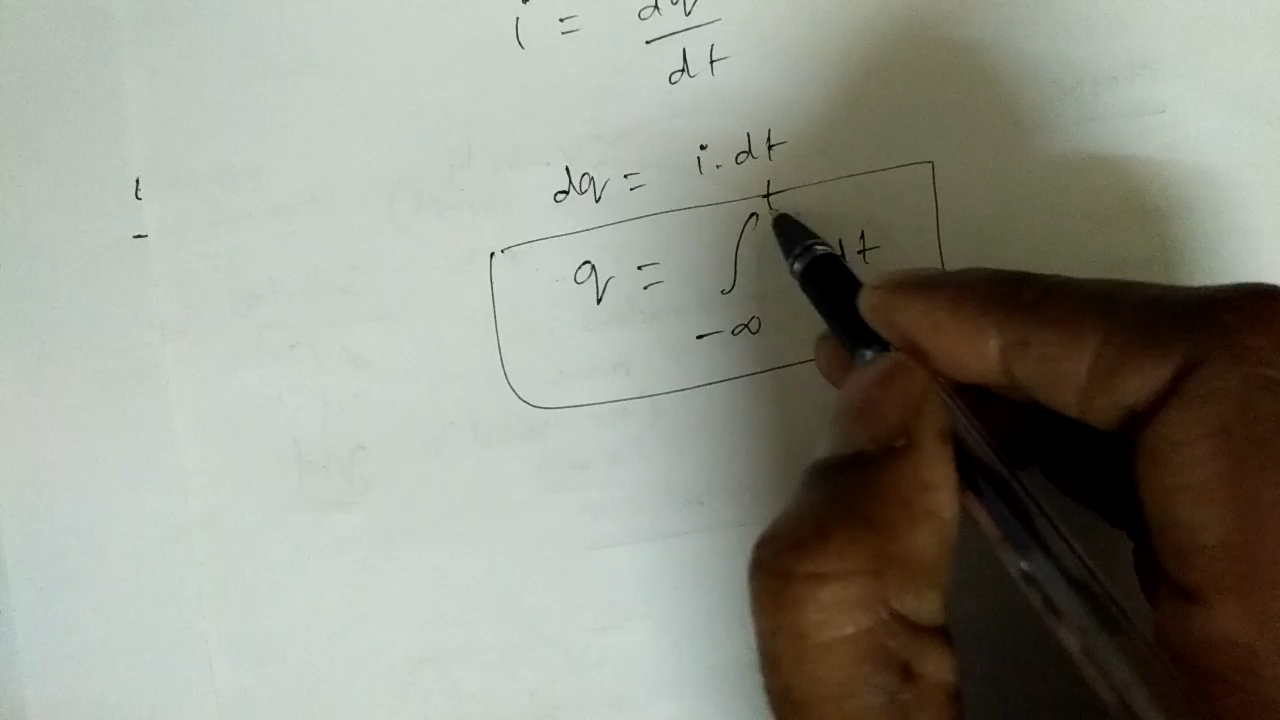 i = dq/dt
dq = i.dt
q = ∫ t -∞ dt